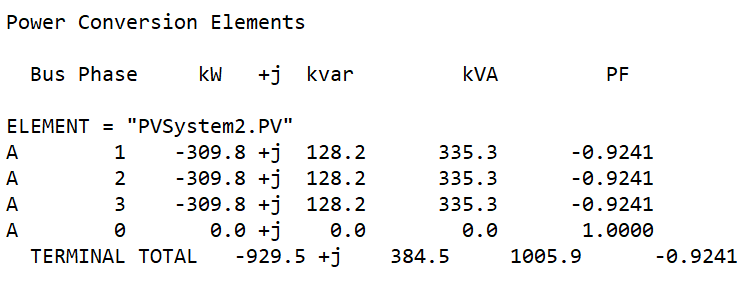 Power Conversion Elements
Bus Phase kW +j kvar kVA PF
ELEMENT = "PVSystem2.PV"
A 1 -309.8 +j 128.2 335.3 -0.9241
A 2 -309.8 +j 128.2 335.3 -0.9241
A 3 -309.8 +j 128.2 335.3 -0.9241
A 0 0.0 +j 0.0 0.0 1.0000
TERMINAL TOTAL -929.5 +j 384.5 1005.9 -0.9241